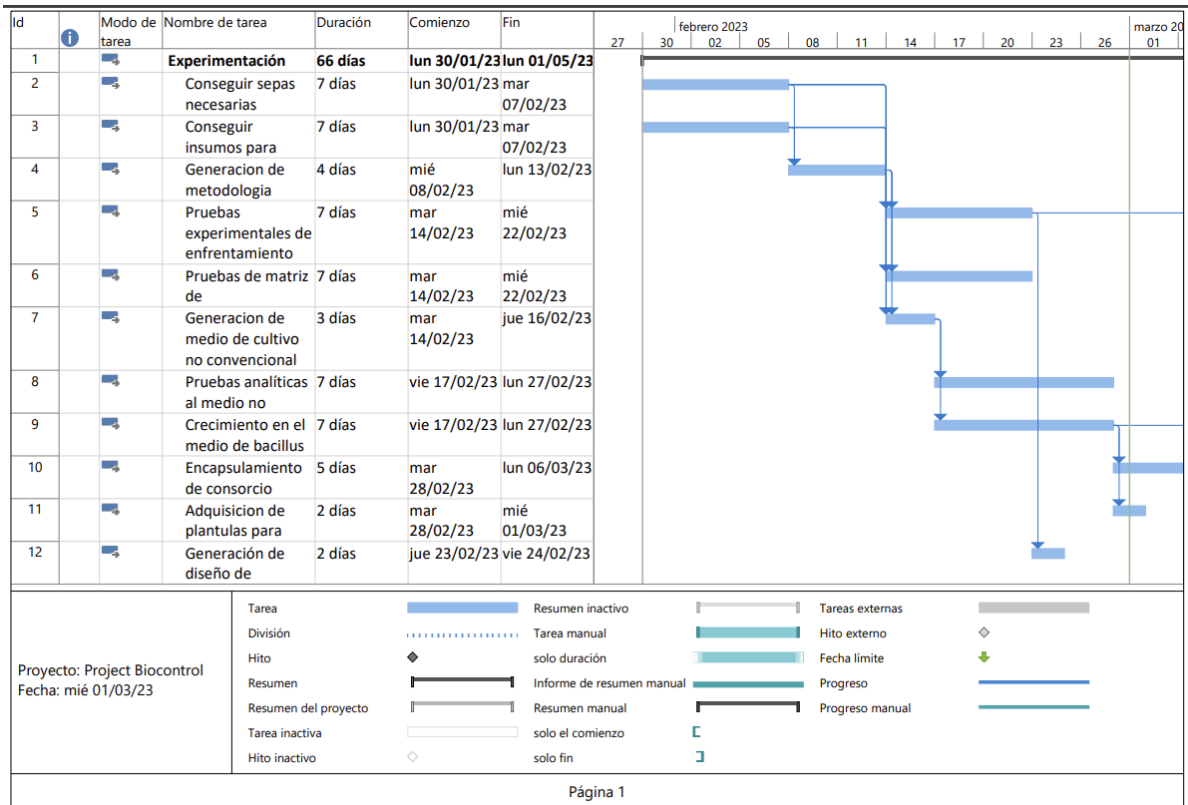 Id Modo de tarea Nombre de tarea Duración Comienzo Fin
febrero 2023 marzo 20
27 30 02 05 08 11 14 17 20 23 26 01
1 Experimentación 66 días lun 30/01/23 lun 01/05/23
2 Conseguir sepas 7 días lun 30/01/23 mar
necesarias 07/02/23
3 Conseguir 7 días lun 30/01/23 mar
insumos para 07/02/23
4 Generacion de 4 días mié lun 13/02/23
metodologia 08/02/23
5 Pruebas 7 días mar mié
experimentales de 14/02/23 22/02/23
enfrentamiento
6 Pruebas de matriz 7 días mar mié
de 14/02/23 22/02/23
7 Generacion de 3 días mar jue 16/02/23
medio de cultivo 14/02/23
no convencional
8 Pruebas analíticas 7 días vie 17/02/23 lun 27/02/23
al medio no
9 Crecimiento en el 7 días vie 17/02/23 lun 27/02/23
medio de bacillus
10 Encapsulamiento 5 días mar lun 06/03/23
de consorcio 28/02/23
11 Adquisicion de 2 días mar mié
plantulas para 28/02/23 01/03/23
12 Generación de 2 días jue 23/02/23 vie 24/02/23
diseño de
Proyecto: Project Biocontrol
Fecha: mié 01/03/23
Tarea Resumen inactivo Tareas externas
División Tarea manual Hito externo
Hito solo duración Fecha límite
Resumen Informe de resumen manual Progreso
Resumen del proyecto Resumen manual Progreso manual
Tarea inactiva solo el comienzo
Hito inactivo solo fin
Página 1